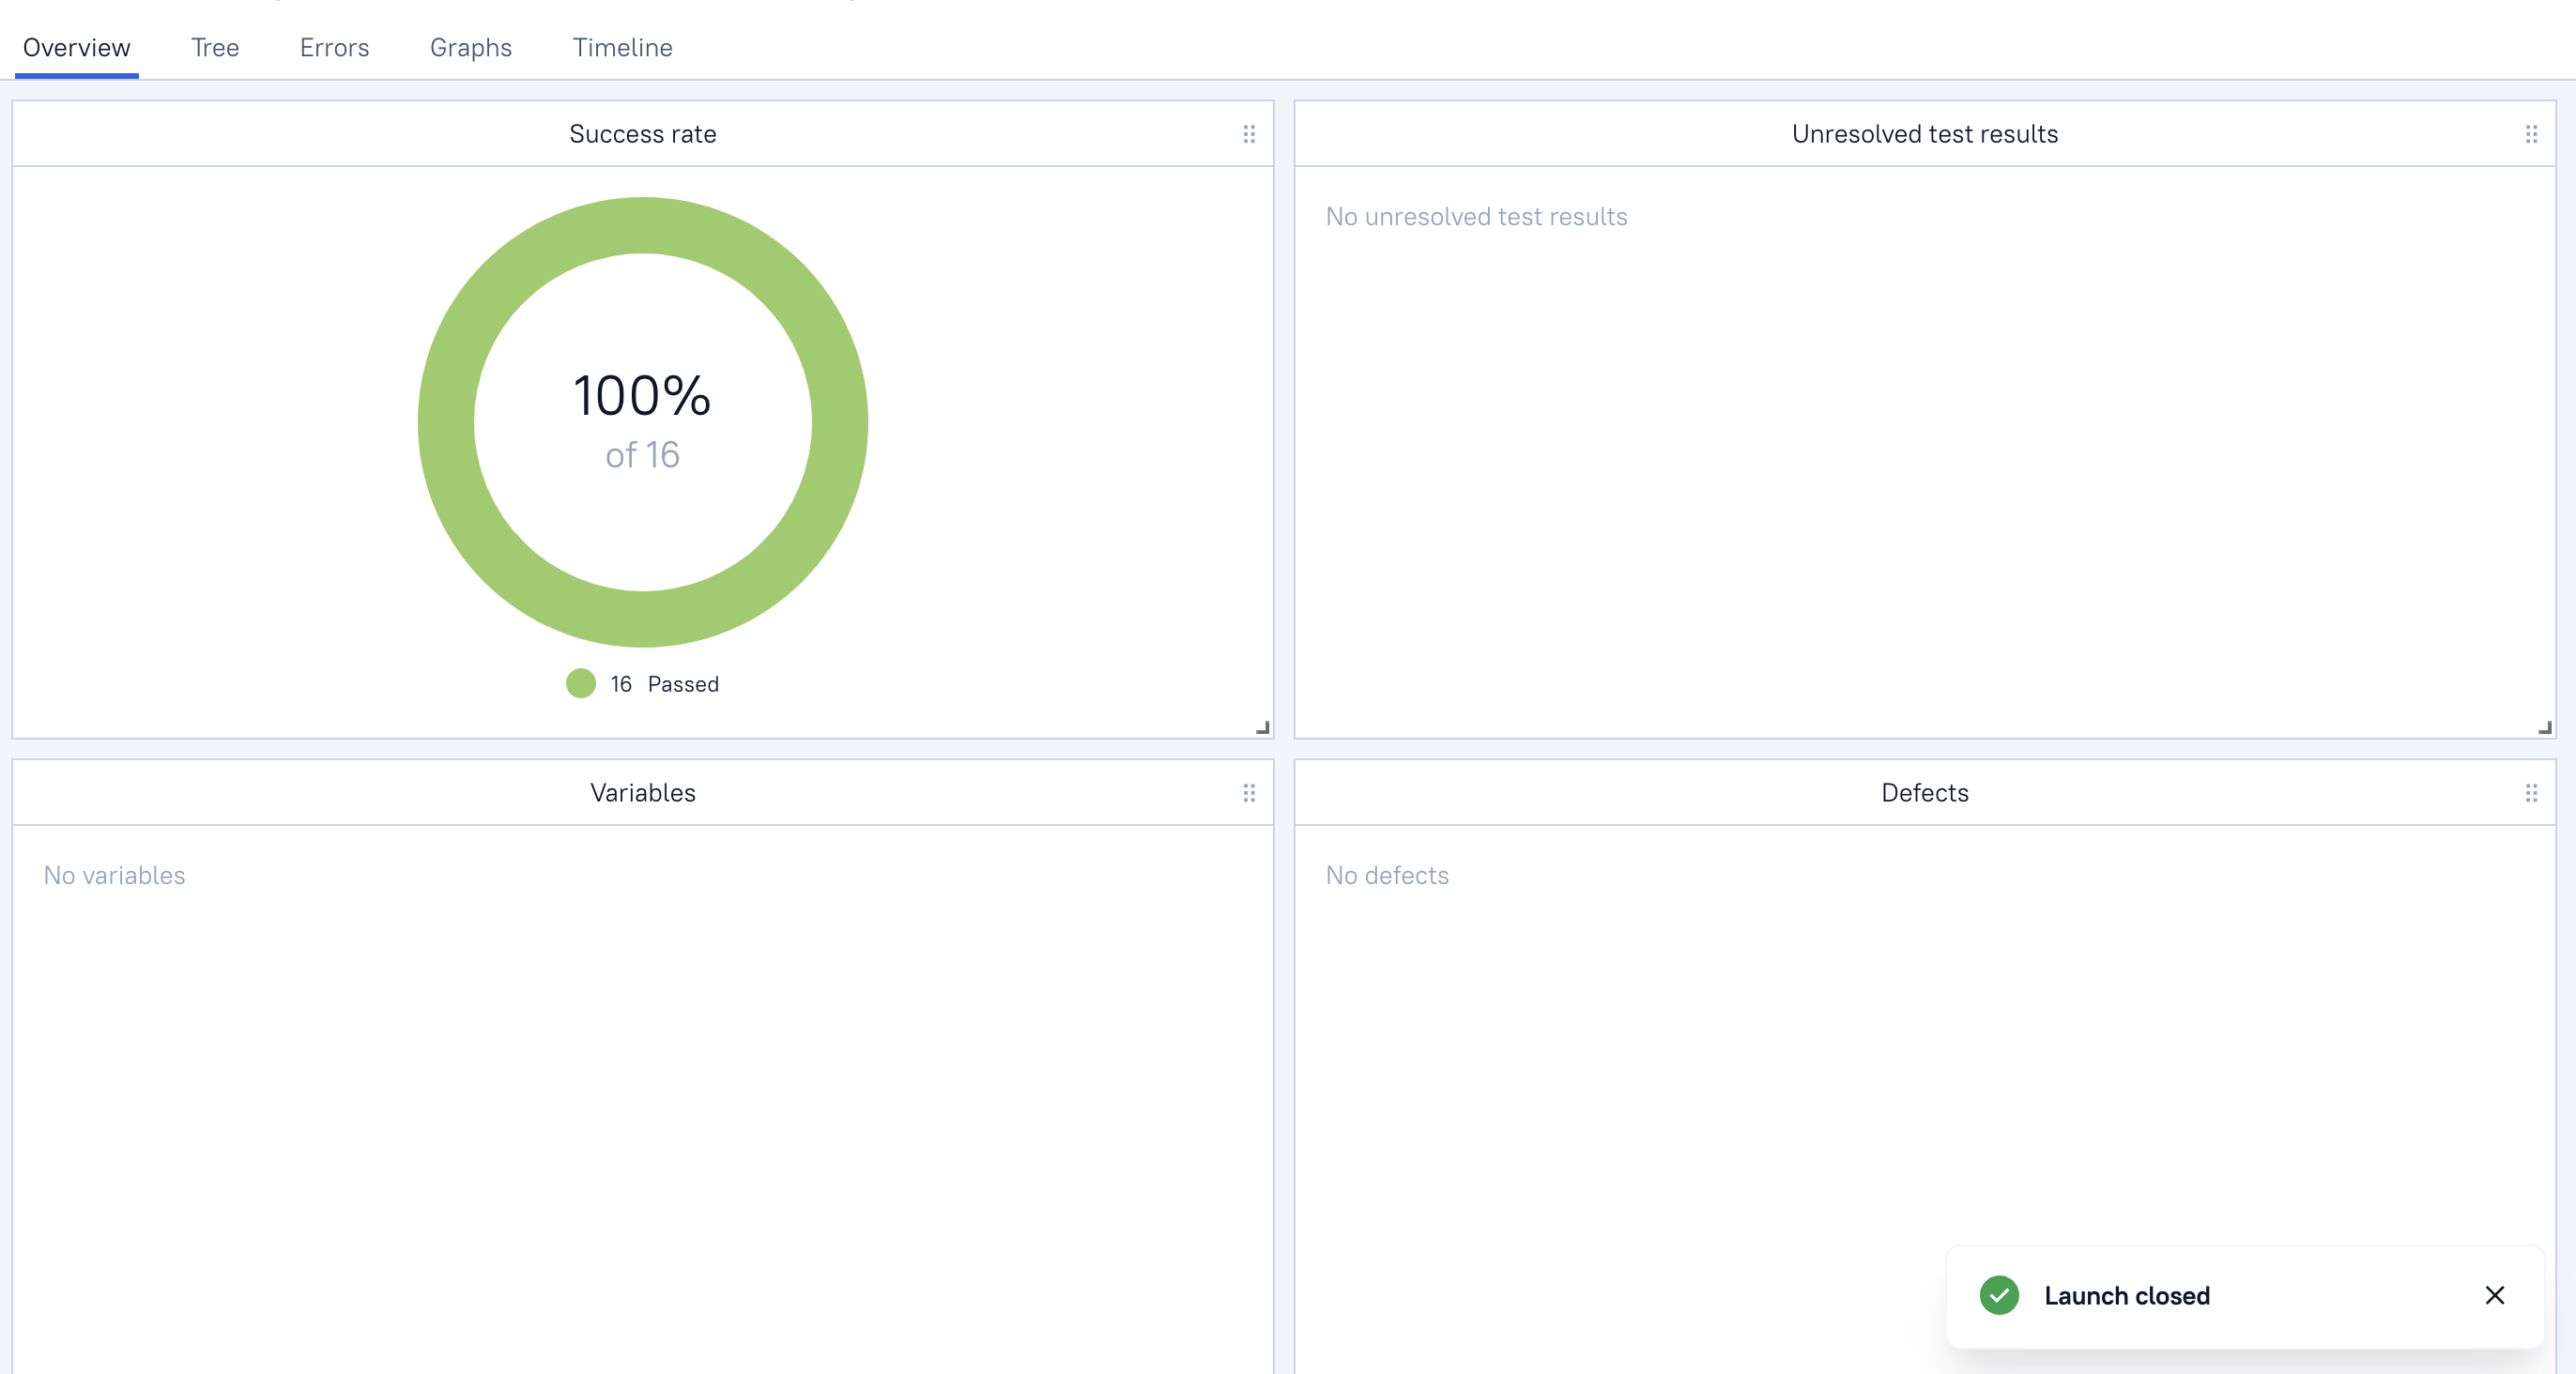 Overview Tree Errors Graphs Timeline
Success rate
100%
of 16
16 Passed
Unresolved test results
No unresolved test results
Variables
No variables
Defects
No defects
Launch closed